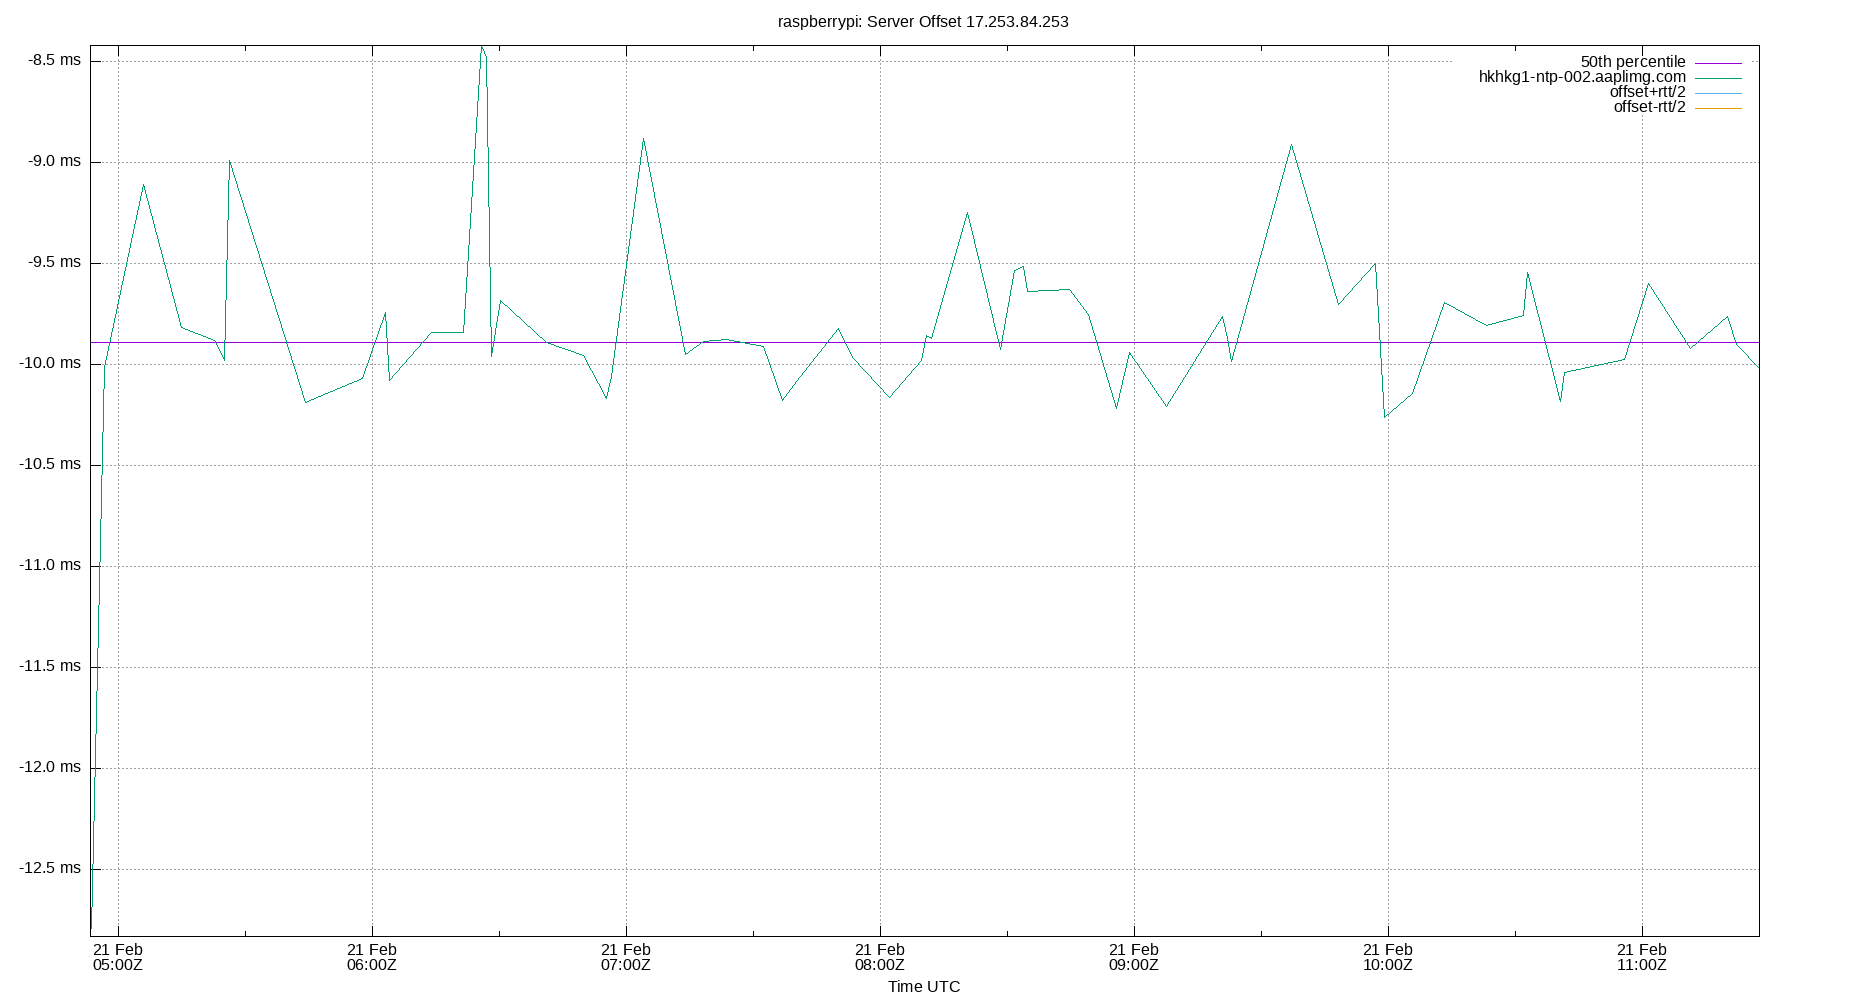 raspberrypi: Server Offset 17.253.84.253
50th percentile
hkhkg1-ntp-002.aaplimg.com
offset+rtt/2
offset-rtt/2
-8.5 ms
-9.0 ms
-9.5 ms
-10.0 ms
-10.5 ms
-11.0 ms
-11.5 ms
-12.0 ms
-12.5 ms
21 Feb 21 Feb 21 Feb 21 Feb 21 Feb 21 Feb 21 Feb
05:00Z 06:00Z 07:00Z 08:00Z 09:00Z 10:00Z 11:00Z
Time UTC